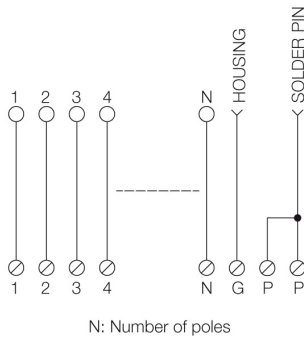 HOUSING
SOLDER PIN
1 2 3 4 N
1 2 3 4 N G P P
N: Number of poles